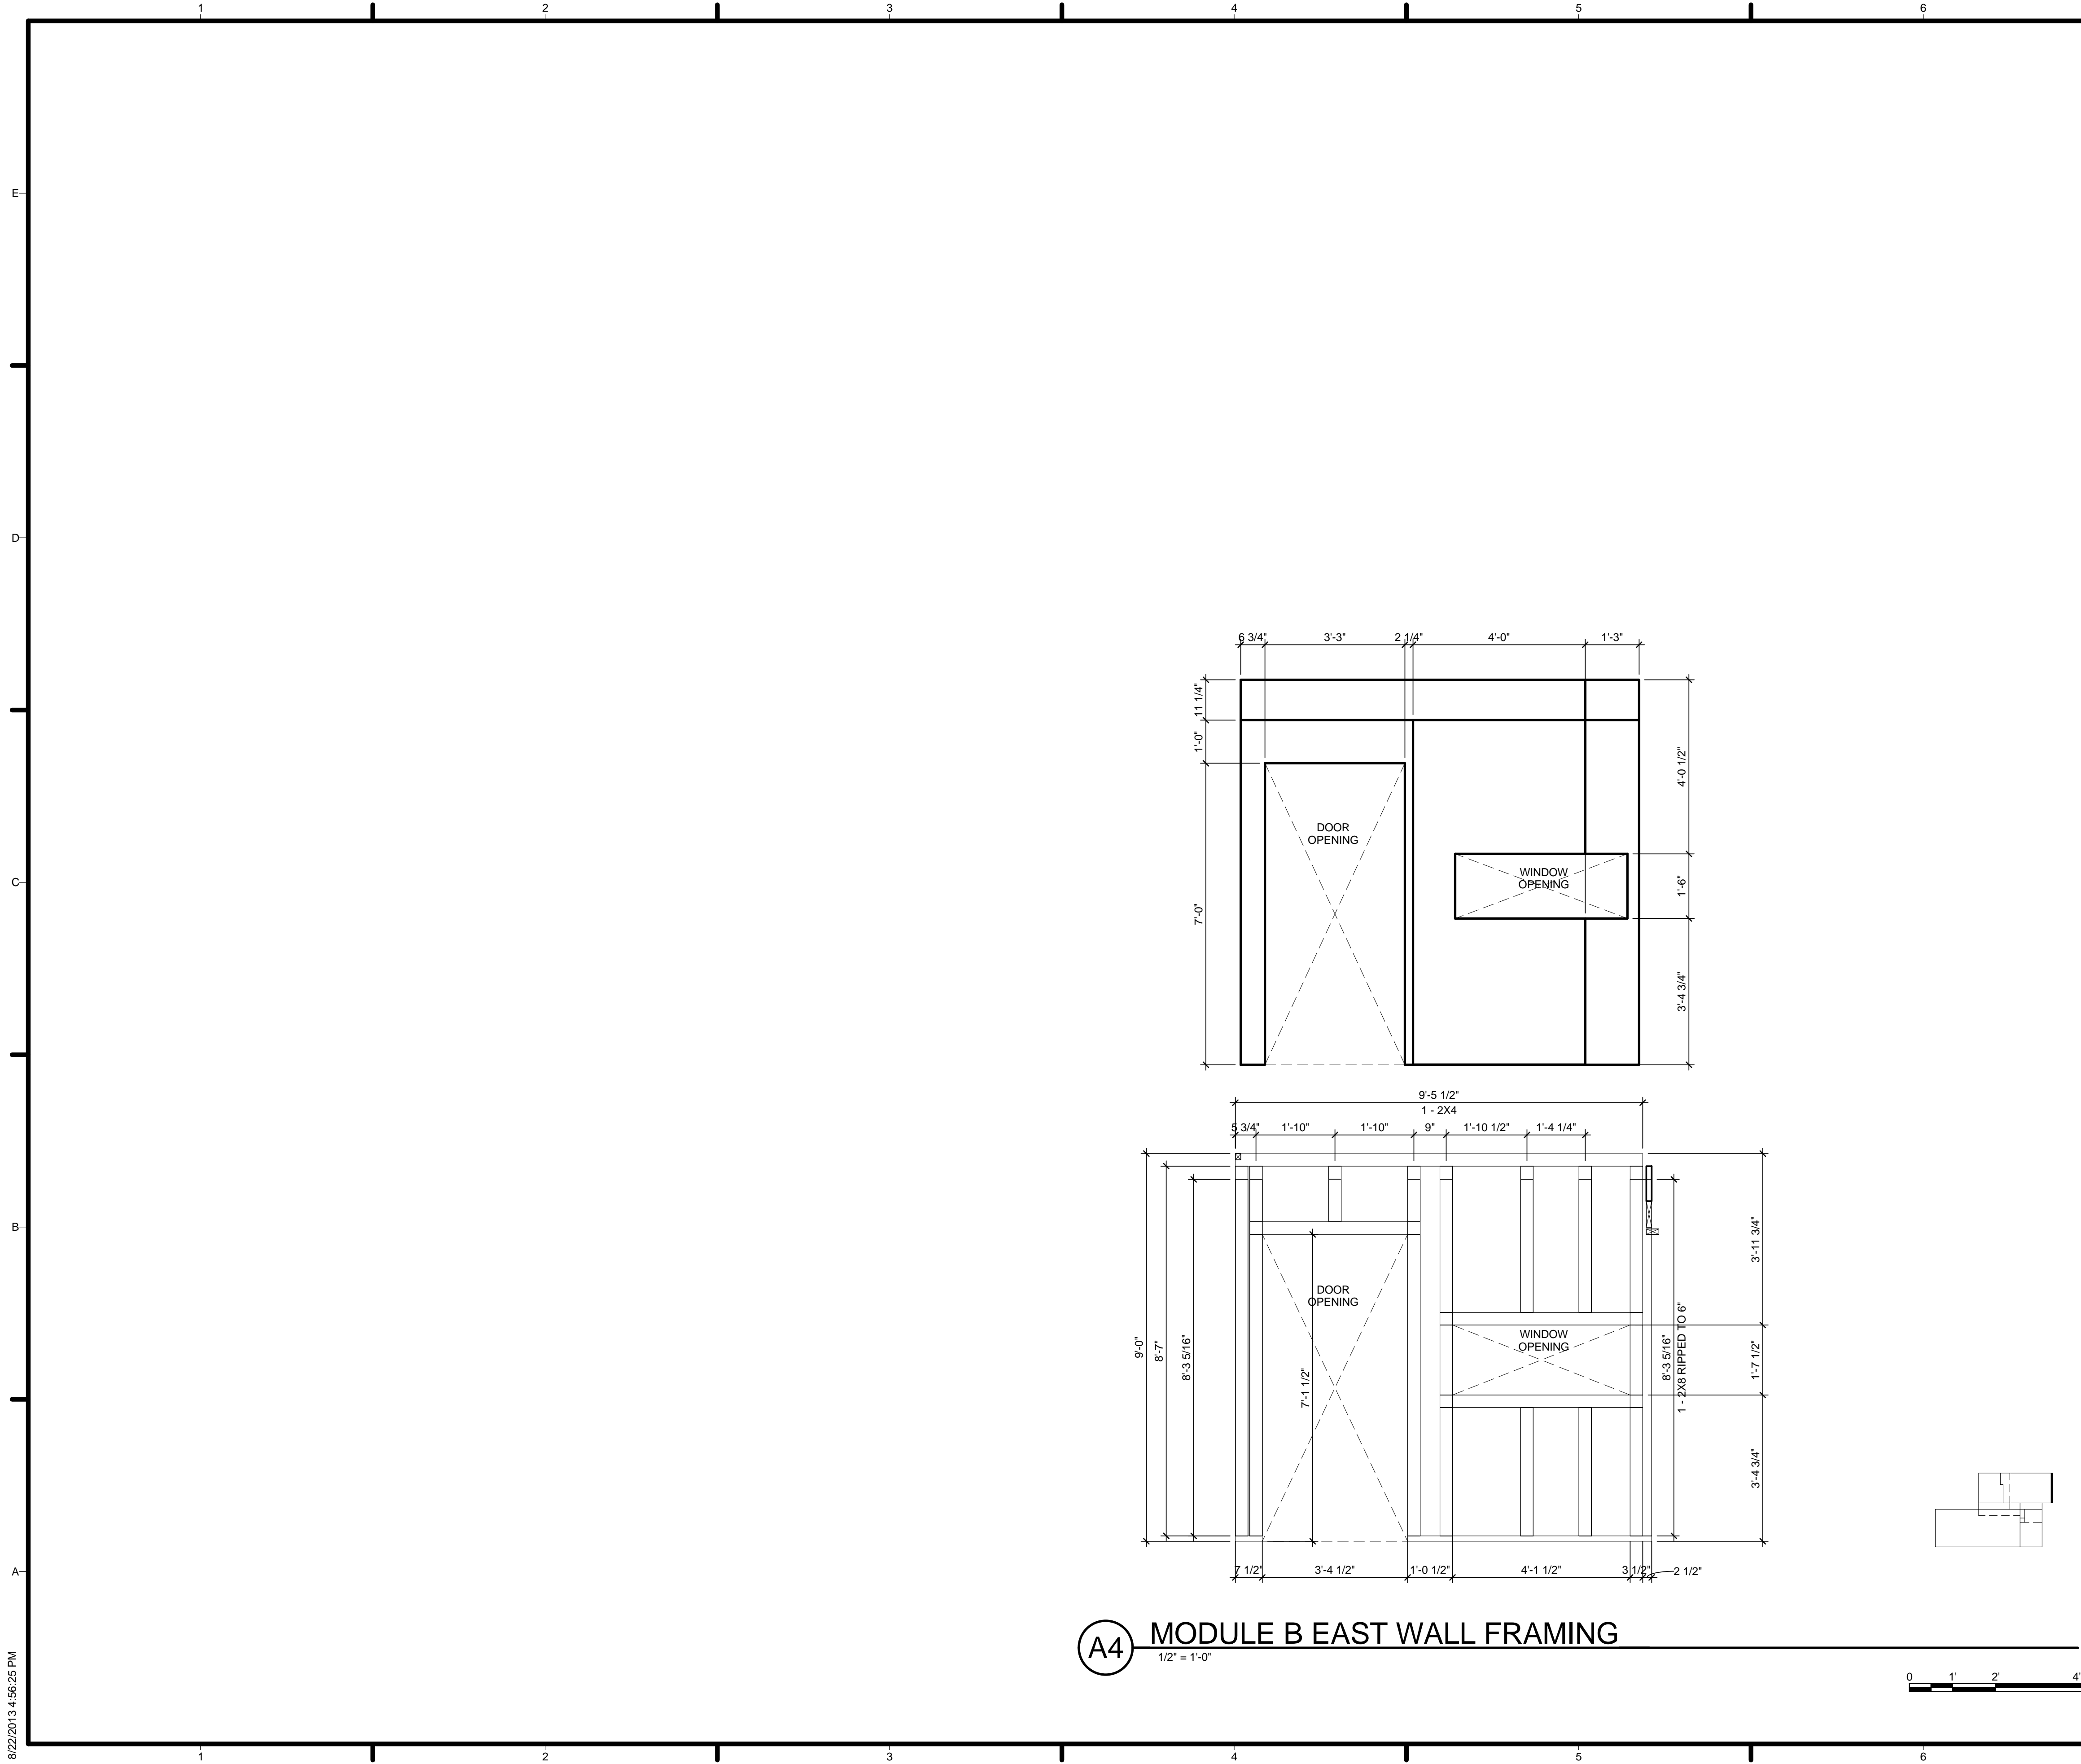 1 2 3 4 5 6
E
D
6 3/4" 3'-3" 2 1/4" 4'-0" 1'-3"
11 1/4"
1'-0"
4'-0 1/2"
DOOR
OPENING
WINDOW
OPENING
C
1'-6"
7'-0"
3'-4 3/4"
9'-5 1/2"
1 - 2X4
5 3/4" 1'-10" 1'-10" 9" 1'-10 1/2" 1'-4 1/4"
B
3'-11 3/4"
DOOR
OPENING
WINDOW
OPENING
9'-0"
8'-7"
8'-3 5/16"
7'-1 1/2"
8'-3 5/16"
1 - 2X8 RIPPED TO 6"
1'-7 1/2"
3'-4 3/4"
A
7 1/2" 3'-4 1/2" 1'-0 1/2" 4'-1 1/2" 3 1/2" 2 1/2"
A4
MODULE B EAST WALL FRAMING
1/2" = 1'-0"
0 1' 2' 4'
8/22/2013 4:56:25 PM
1 2 3 4 5 6